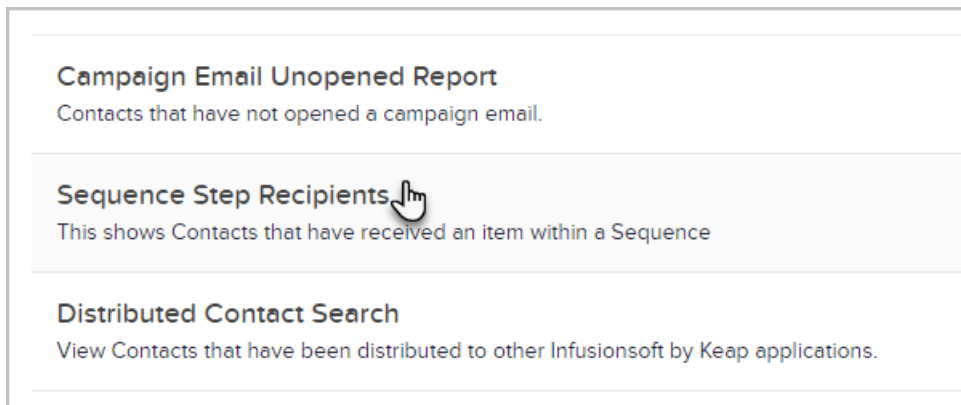 Campaign Email Unopened Report
Contacts that have not opened a campaign email.
Sequence Step Recipients
This shows Contacts that have received an item within a Sequence
Distributed Contact Search
View Contacts that have been distributed to other Infusionsoft by Keap applications.